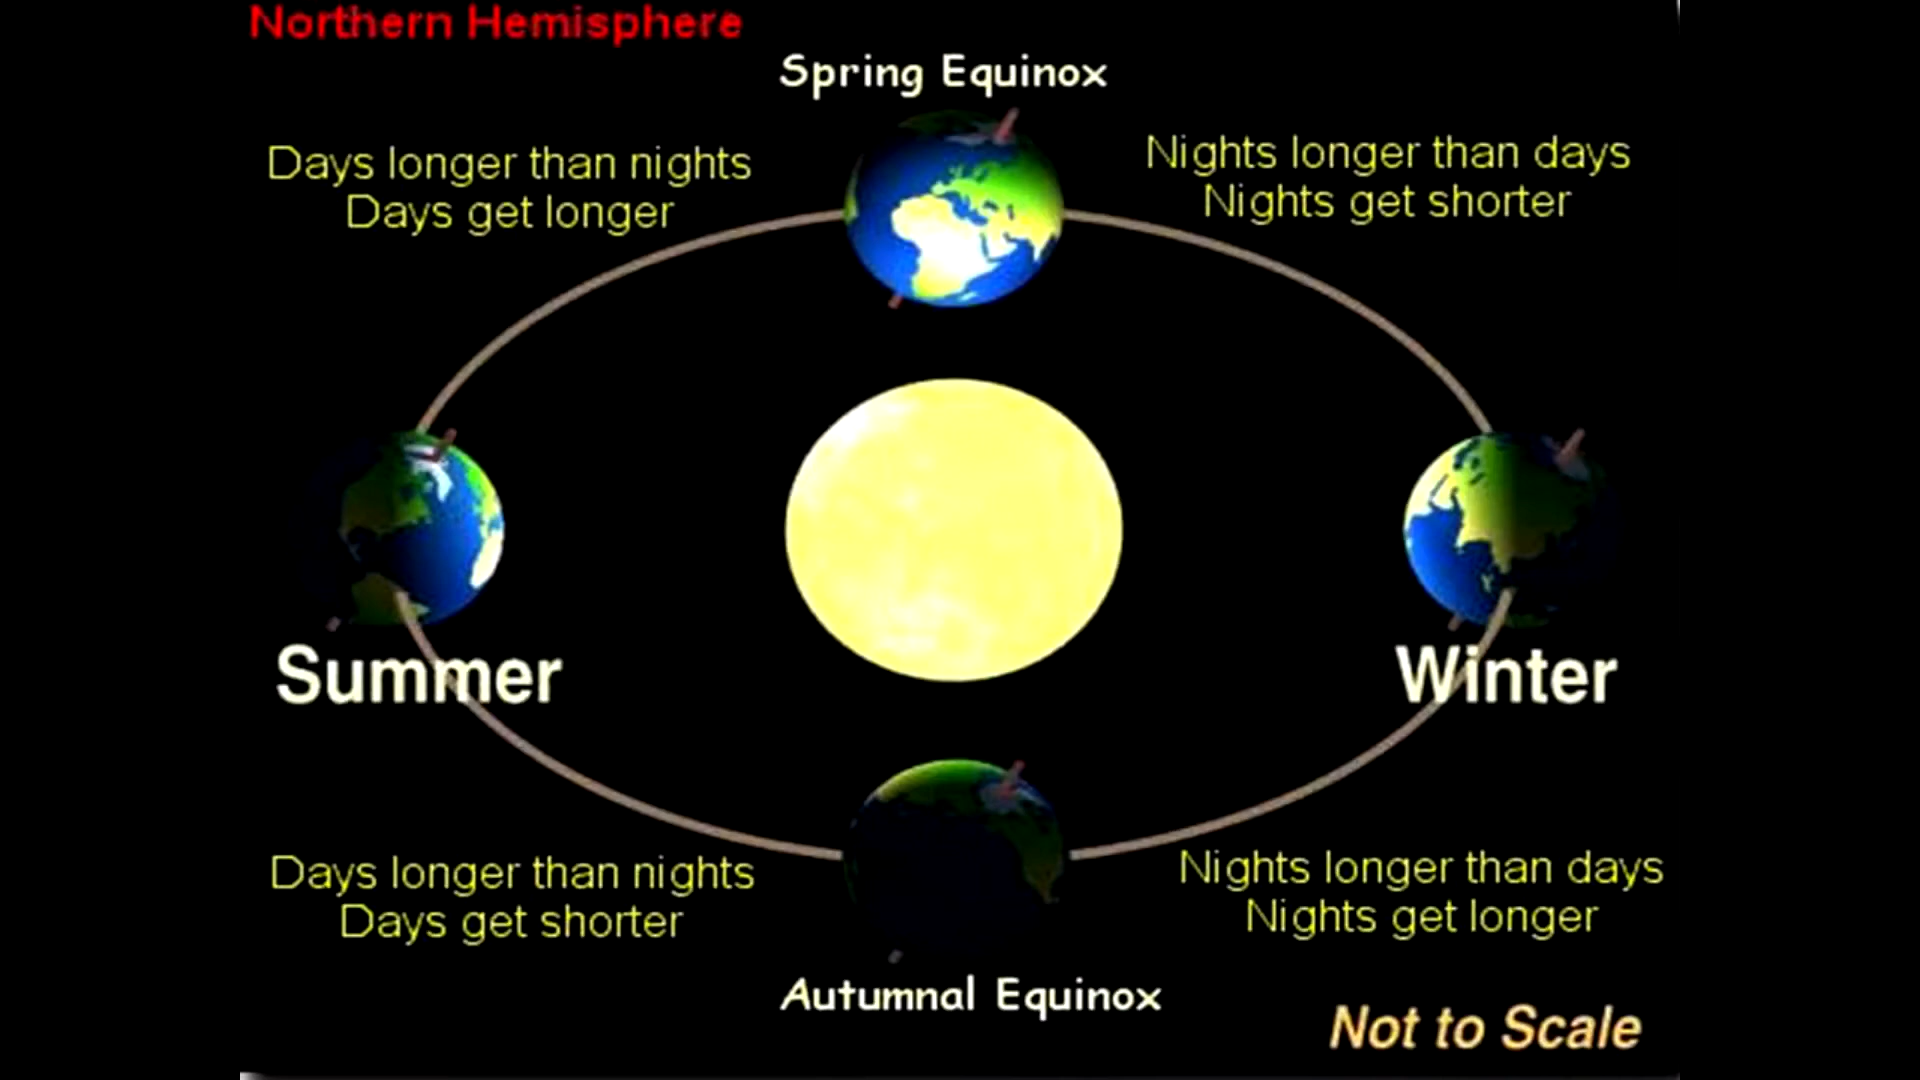 Northern Hemisphere
Spring Equinox
Days longer than nights
Days get longer
Nights longer than days
Nights get shorter
Summer
Winter
Days longer than nights
Days get shorter
Nights longer than days
Nights get longer
Autumnal Equinox
Not to Scale